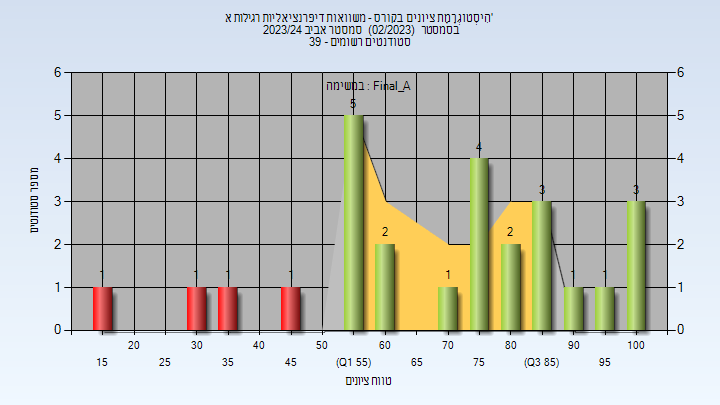 הִיסְטוֹגְרָמַת ציונים בקורס - משוואות דיפרנציאליות רגילות א'
בסמסטר (02/2023) סמסטר אביב 2023/24
סטודנטים רשומים - 39
במשימה : Final_A
מספר סטודנטים
6 6
5 5
4 4
3 3
2 2
1 1
0 0
1 1 1 1 5 2 1 4 2 3 1 1 3
20 30 40 50 60 70 80 90 100
15 25 35 45 (Q1 55) 65 75 (Q3 85) 95
טווח ציונים